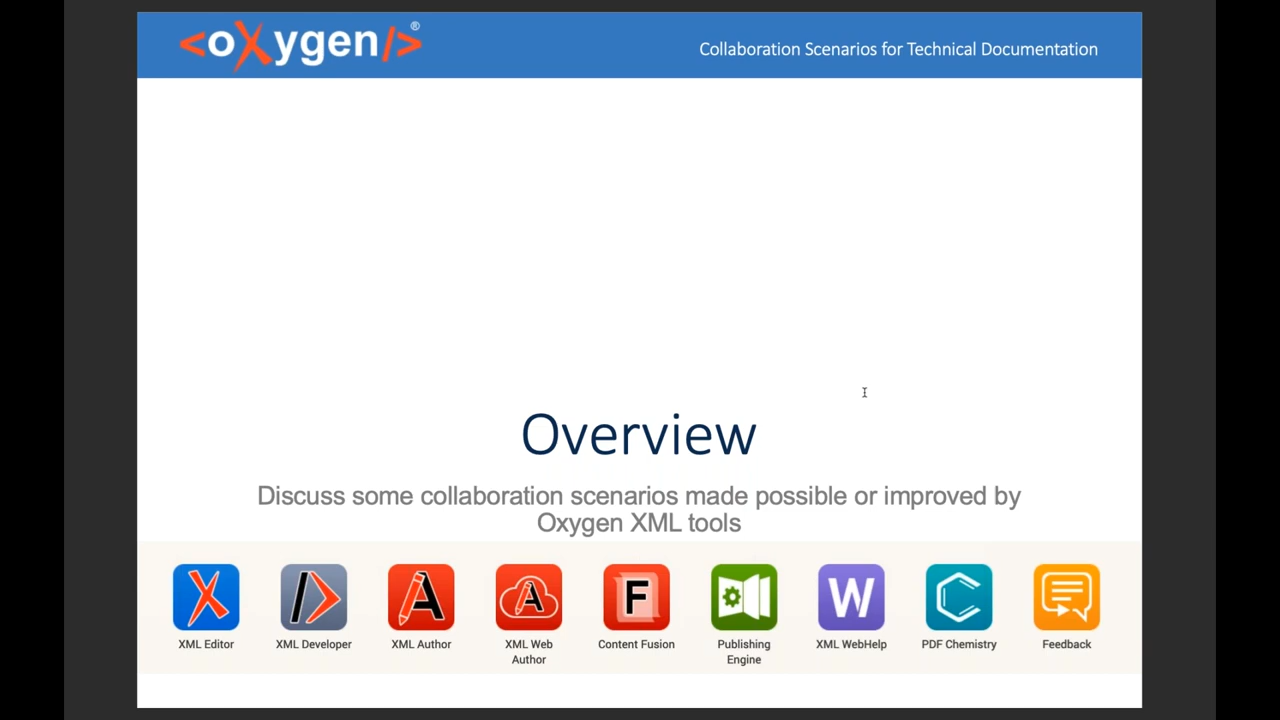 <oXygen/>®
Collaboration Scenarios for Technical Documentation
Overview
Discuss some collaboration scenarios made possible or improved by
Oxygen XML tools
XML Editor
XML Developer
XML Author
XML Web
Author
Content Fusion
Publishing
Engine
XML WebHelp
PDF Chemistry
Feedback